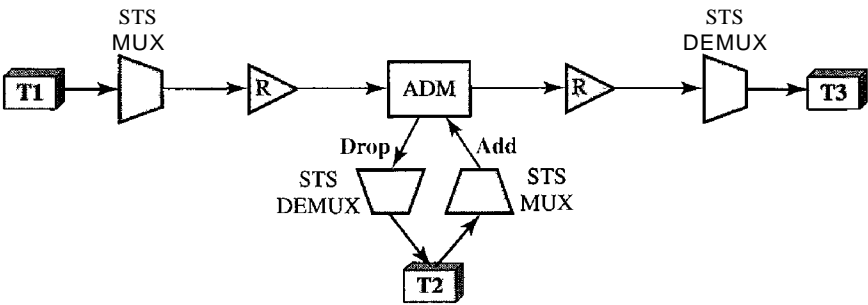 STS
MUX
STS
DEMUX
T1
R
ADM
R
T3
Drop
Add
STS
DEMUX
STS
MUX
T2